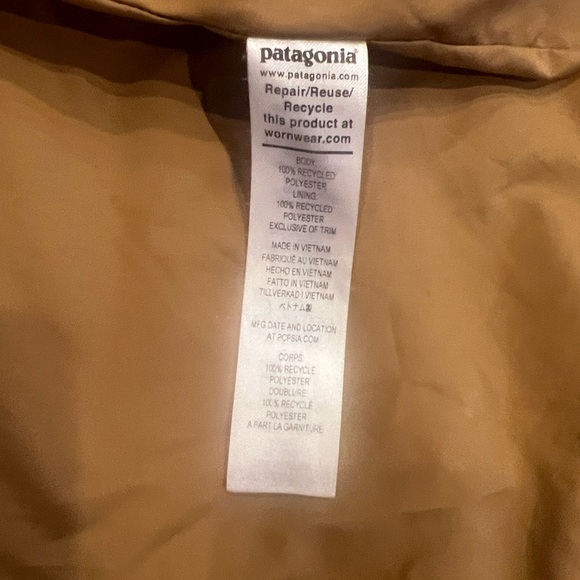 patagonia
www.patagonia.com
Repair/Reuse/
Recycle
this product at
wornwear.com
BODY:
100% RECYCLED
POLYESTER
LINING:
100% RECYCLED
POLYESTER
EXCLUSIVE OF TRIM
MADE IN VIETNAM
FABRIQUÉ AU VIETNAM
HECHO EN VIETNAM
FATTO IN VIETNAM
TILLVERKAD I VIETNAM
ベトナム製
MFG DATE AND LOCATION
AT PCPSIA.COM
CORPS:
100% RECYCLÉ
POLYESTER
DOUBLURE:
100% RECYCLÉ
POLYESTER
A PART LA GARNITURE